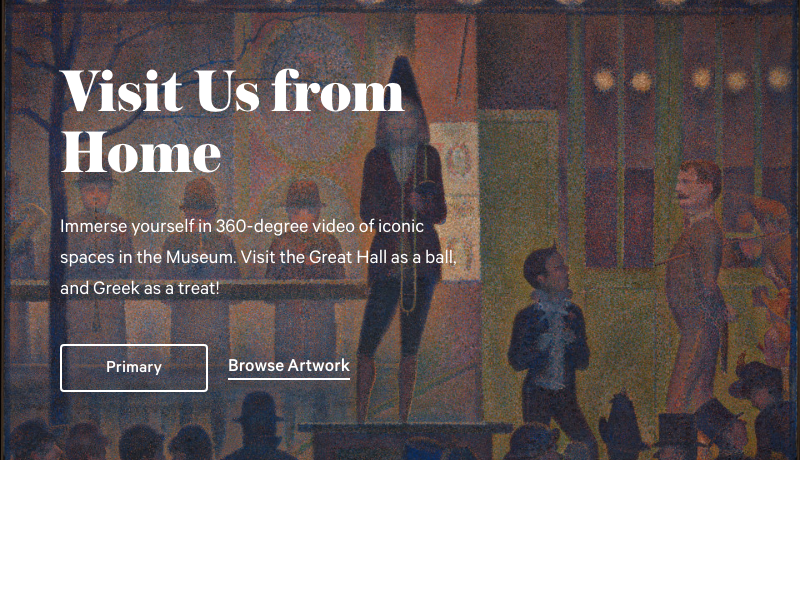 Visit Us from
Home
Immerse yourself in 360-degree video of iconic
spaces in the Museum. Visit the Great Hall as a ball,
and Greek as a treat!
Primary
Browse Artwork